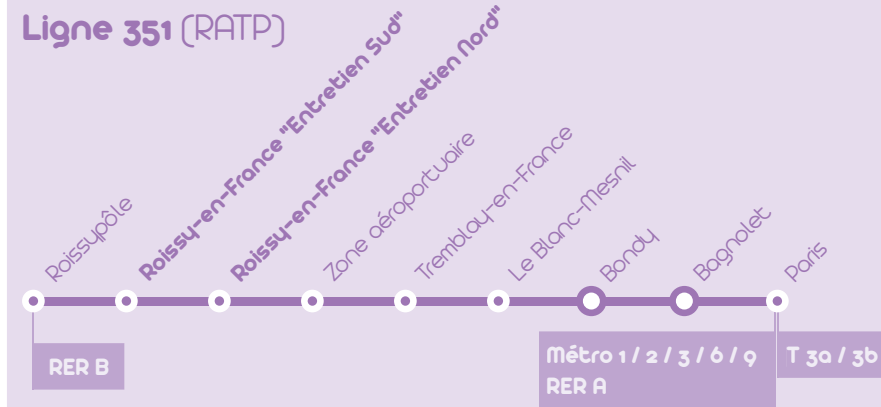 Ligne 351 (RATP)
Roissypôle
Roissy-en-France "Entretien Sud"
Roissy-en-France "Entretien Nord"
Zone aéroportuaire
Tremblay-en-France
Le Blanc-Mesnil
Bondy
Bagnolet
Paris
RER B
Métro 1 / 2 / 3 / 6 / 9
RER A
T 3a / 3b